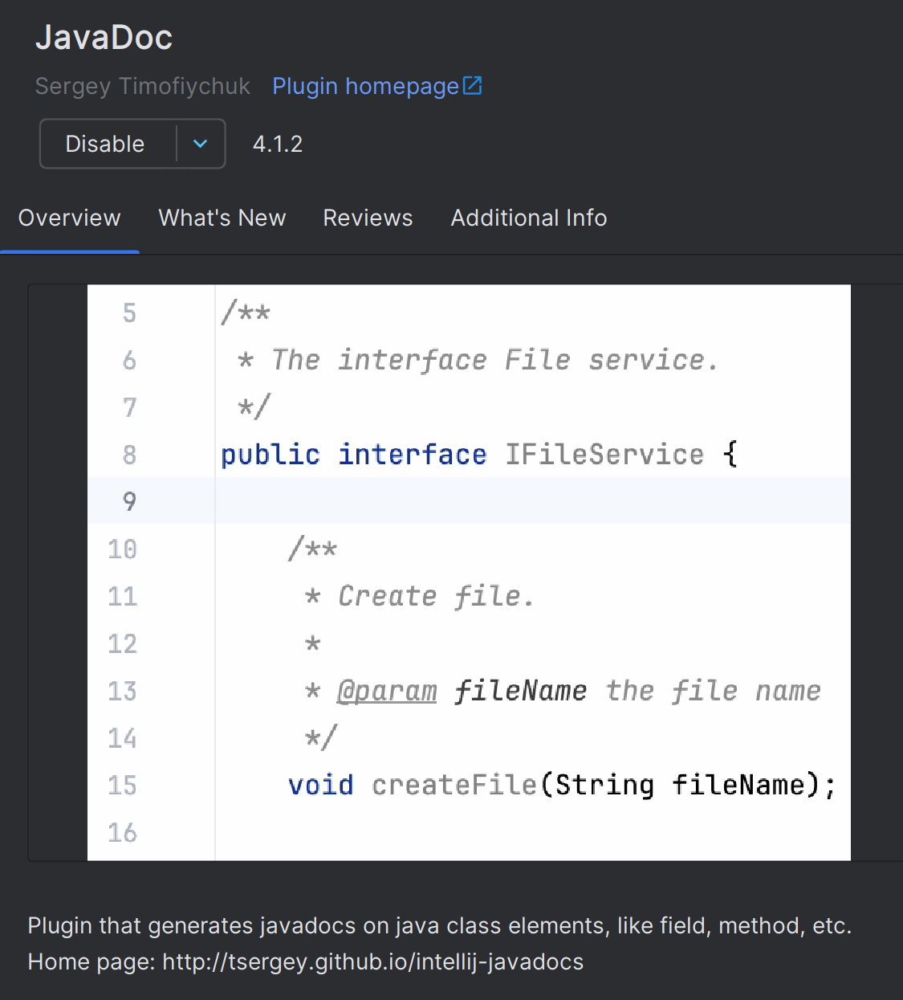 JavaDoc
Sergey Timofiychuk Plugin homepage
Disable 4.1.2
Overview What's New Reviews Additional Info
5 /**
6  * The interface File service.
7  */
8 public interface IFileService {
9
10     /**
11      * Create file.
12      *
13      * @param fileName the file name
14      */
15     void createFile(String fileName);
16
Plugin that generates javadocs on java class elements, like field, method, etc.
Home page: http://tsergey.github.io/intellij-javadocs